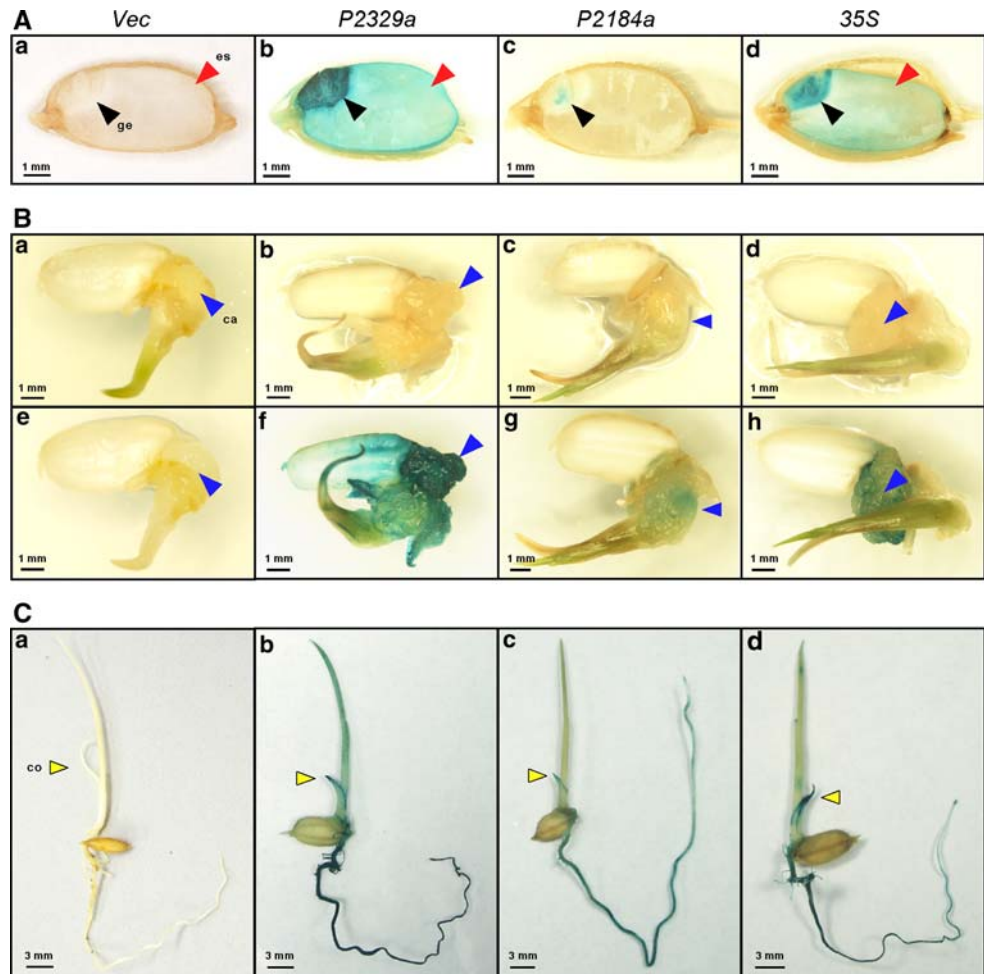 A Vec P2329a P2184a 35S
a b c d
es
ge
1 mm 1 mm 1 mm 1 mm
B
a b c d
ca
1 mm 1 mm 1 mm 1 mm
e f g h
1 mm 1 mm 1 mm 1 mm
C
a b c d
co
3 mm 3 mm 3 mm 3 mm